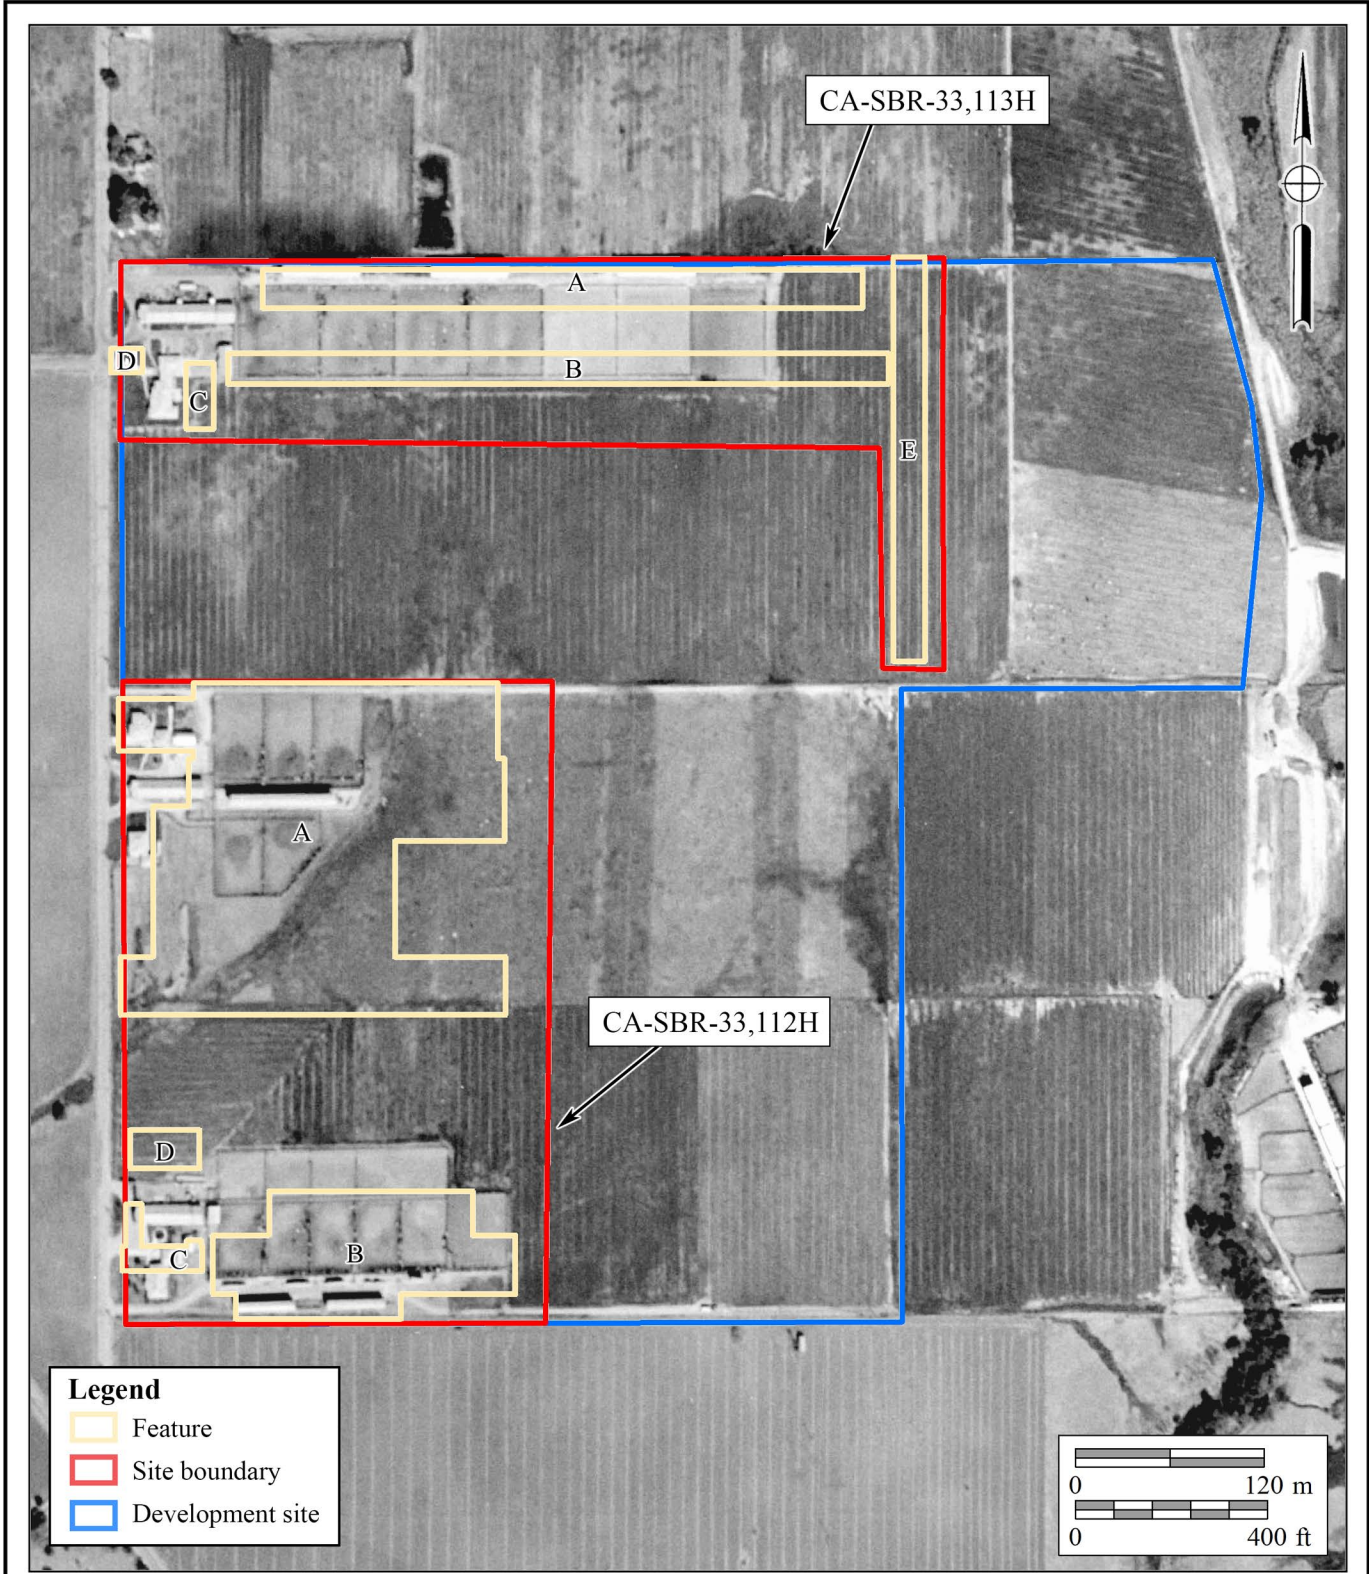 CA-SBR-33,113H
A
D
B
C
E
A
CA-SBR-33,112H
D
C
B
Legend
Feature
Site boundary
Development site
0 120 m
0 400 ft